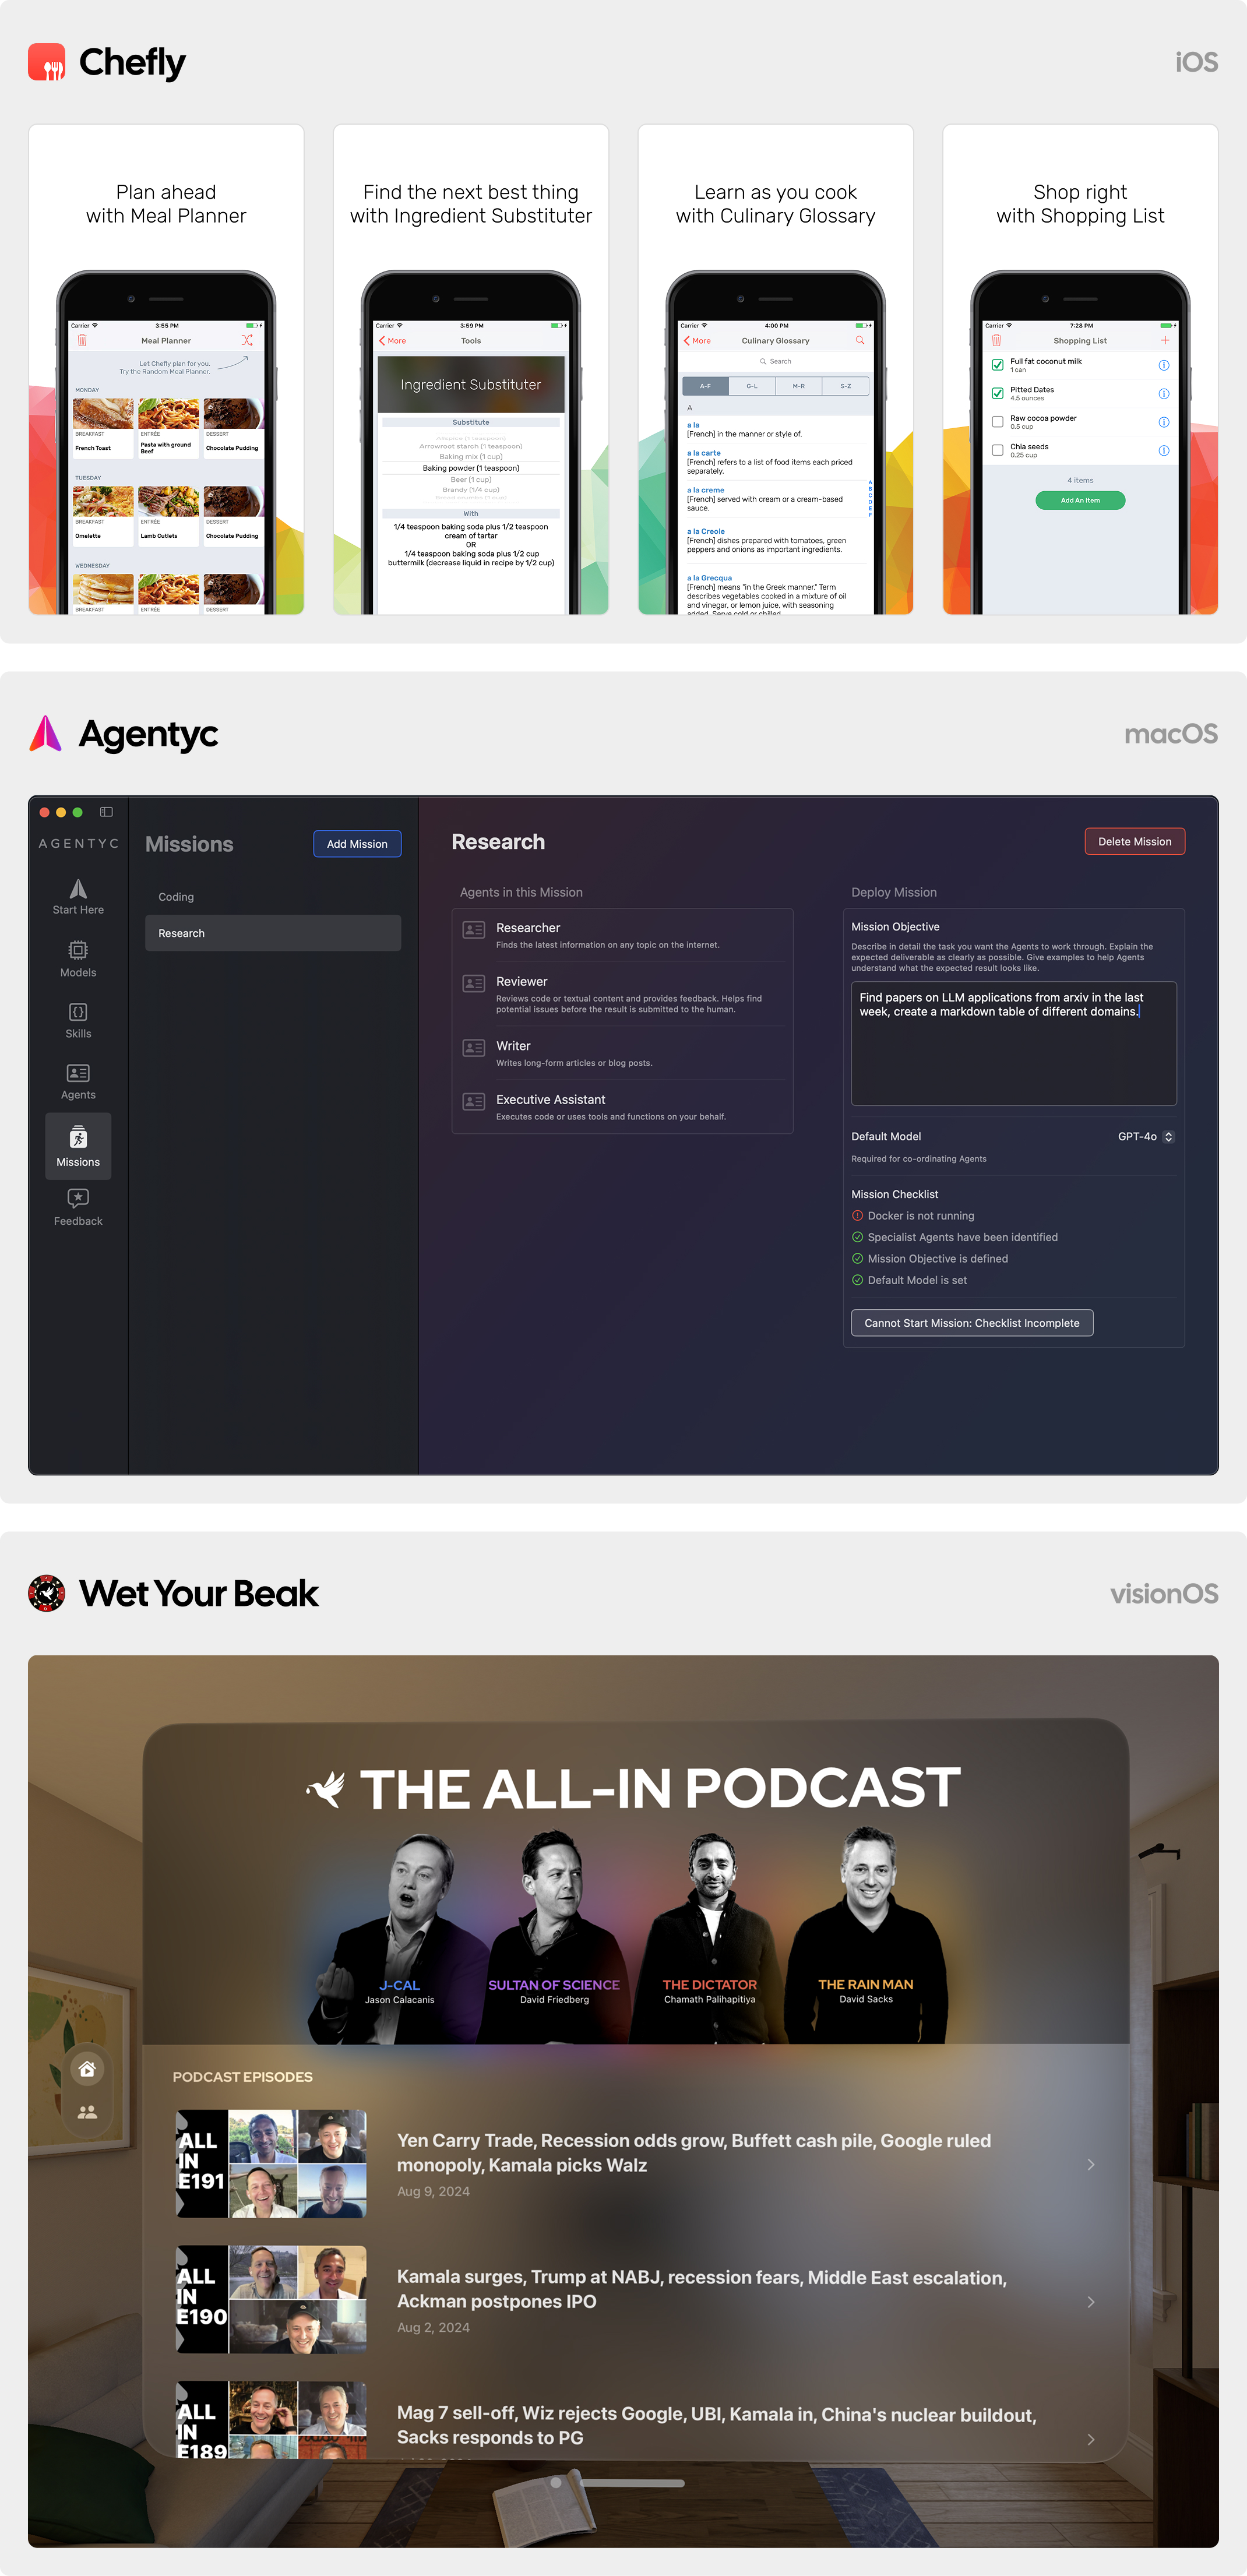 Chefly
iOS
Plan ahead
with Meal Planner
Carrier
3:55 PM
Meal Planner
Let Chefly plan for you.
Try the Random Meal Planner.
MONDAY
BREAKFAST
French Toast
ENTRÉE
Pasta with ground
Beef
DESSERT
Chocolate Pudding
TUESDAY
BREAKFAST
Omelette
ENTRÉE
Lamb Cutlets
DESSERT
Chocolate Pudding
WEDNESDAY
BREAKFAST
ENTRÉE
DESSERT
Find the next best thing
with Ingredient Substituter
Carrier
3:59 PM
More
Tools
Ingredient Substituter
Substitute
Arrowroot starch (1 teaspoon)
Baking mix (1 cup)
Baking powder (1 teaspoon)
Beer (1 cup)
Brandy (1/4 cup)
With
1/4 teaspoon baking soda plus 1/2 teaspoon
cream of tartar
OR
1/4 teaspoon baking soda plus 1/2 cup
buttermilk (decrease liquid in recipe by 1/2 cup)
Learn as you cook
with Culinary Glossary
Carrier
4:00 PM
More
Culinary Glossary
Search
A-F
G-L
M-R
S-Z
A
a la
[French] in the manner or style of.
a la carte
[French] refers to a list of food items each priced
separately.
a la creme
[French] served with cream or a cream-based
sauce.
a la Creole
[French] dishes prepared with tomatoes, green
peppers and onions as important ingredients.
a la Grecqua
[French] means "in the Greek manner." Term
describes vegetables cooked in a mixture of oil
and vinegar, or lemon juice, with seasoning
added. Serve cold or chilled.
A
B
C
D
E
F
Shop right
with Shopping List
Carrier
7:28 PM
Shopping List
Full fat coconut milk
1 can
Pitted Dates
4.5 ounces
Raw cocoa powder
0.5 cup
Chia seeds
0.25 cup
4 items
Add An Item
Agentyc
macOS
AGENTYC
Start Here
Models
Skills
Agents
Missions
Feedback
Missions
Add Mission
Coding
Research
Research
Delete Mission
Agents in this Mission
Researcher
Finds the latest information on any topic on the internet.
Reviewer
Reviews code or textual content and provides feedback. Helps find
potential issues before the result is submitted to the human.
Writer
Writes long-form articles or blog posts.
Executive Assistant
Executes code or uses tools and functions on your behalf.
Deploy Mission
Mission Objective
Describe in detail the task you want the Agents to work through. Explain the
expected deliverable as clearly as possible. Give examples to help Agents
understand what the expected result looks like.
Find papers on LLM applications from arxiv in the last
week, create a markdown table of different domains.
Default Model
GPT-4o
Required for co-ordinating Agents
Mission Checklist
Docker is not running
Specialist Agents have been identified
Mission Objective is defined
Default Model is set
Cannot Start Mission: Checklist Incomplete
Wet Your Beak
visionOS
THE ALL-IN PODCAST
J-CAL
Jason Calacanis
SULTAN OF SCIENCE
David Friedberg
THE DICTATOR
Chamath Palihapitiya
THE RAIN MAN
David Sacks
PODCAST EPISODES
ALL
IN
E191
Yen Carry Trade, Recession odds grow, Buffett cash pile, Google ruled
monopoly, Kamala picks Walz
Aug 9, 2024
ALL
IN
E190
Kamala surges, Trump at NABJ, recession fears, Middle East escalation,
Ackman postpones IPO
Aug 2, 2024
ALL
IN
E189
Mag 7 sell-off, Wiz rejects Google, UBI, Kamala in, China's nuclear buildout,
Sacks responds to PG